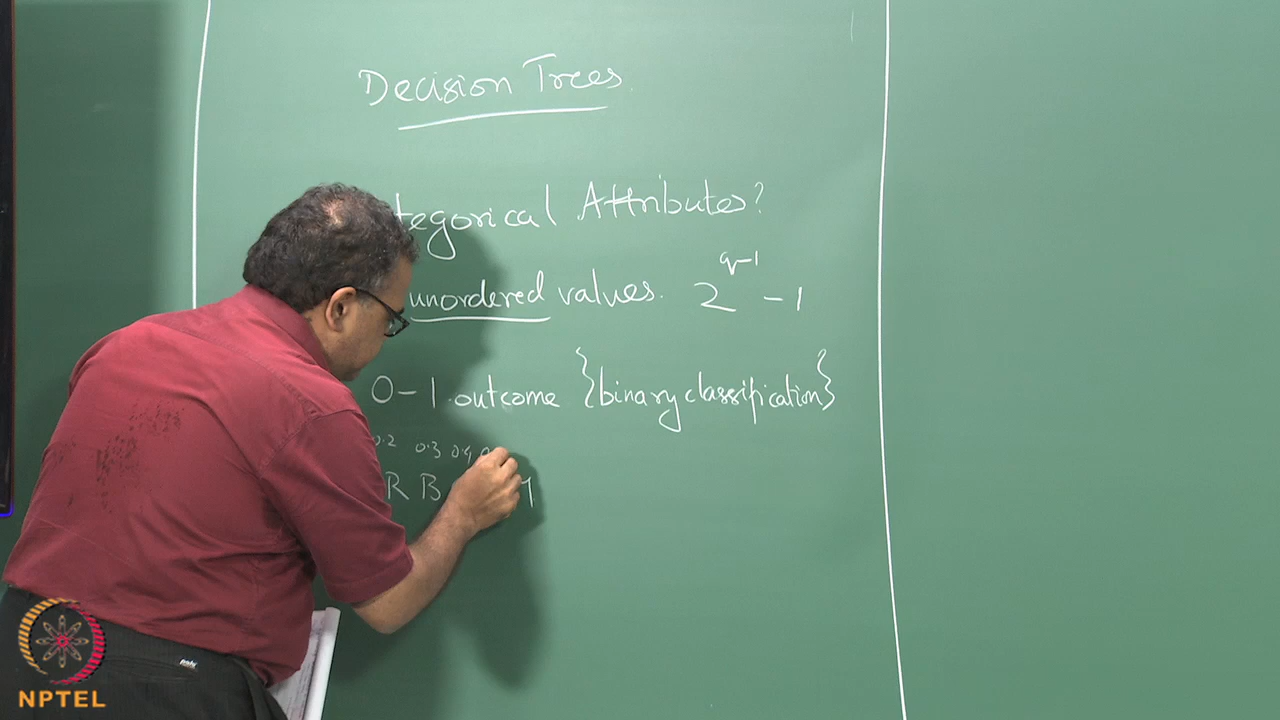 Decision Trees
tegorical Attributes?
unordered values. 2^{q-1} - 1
0-1 outcome {binary classification}
0.2 0.3 0.4
R B
NPTEL